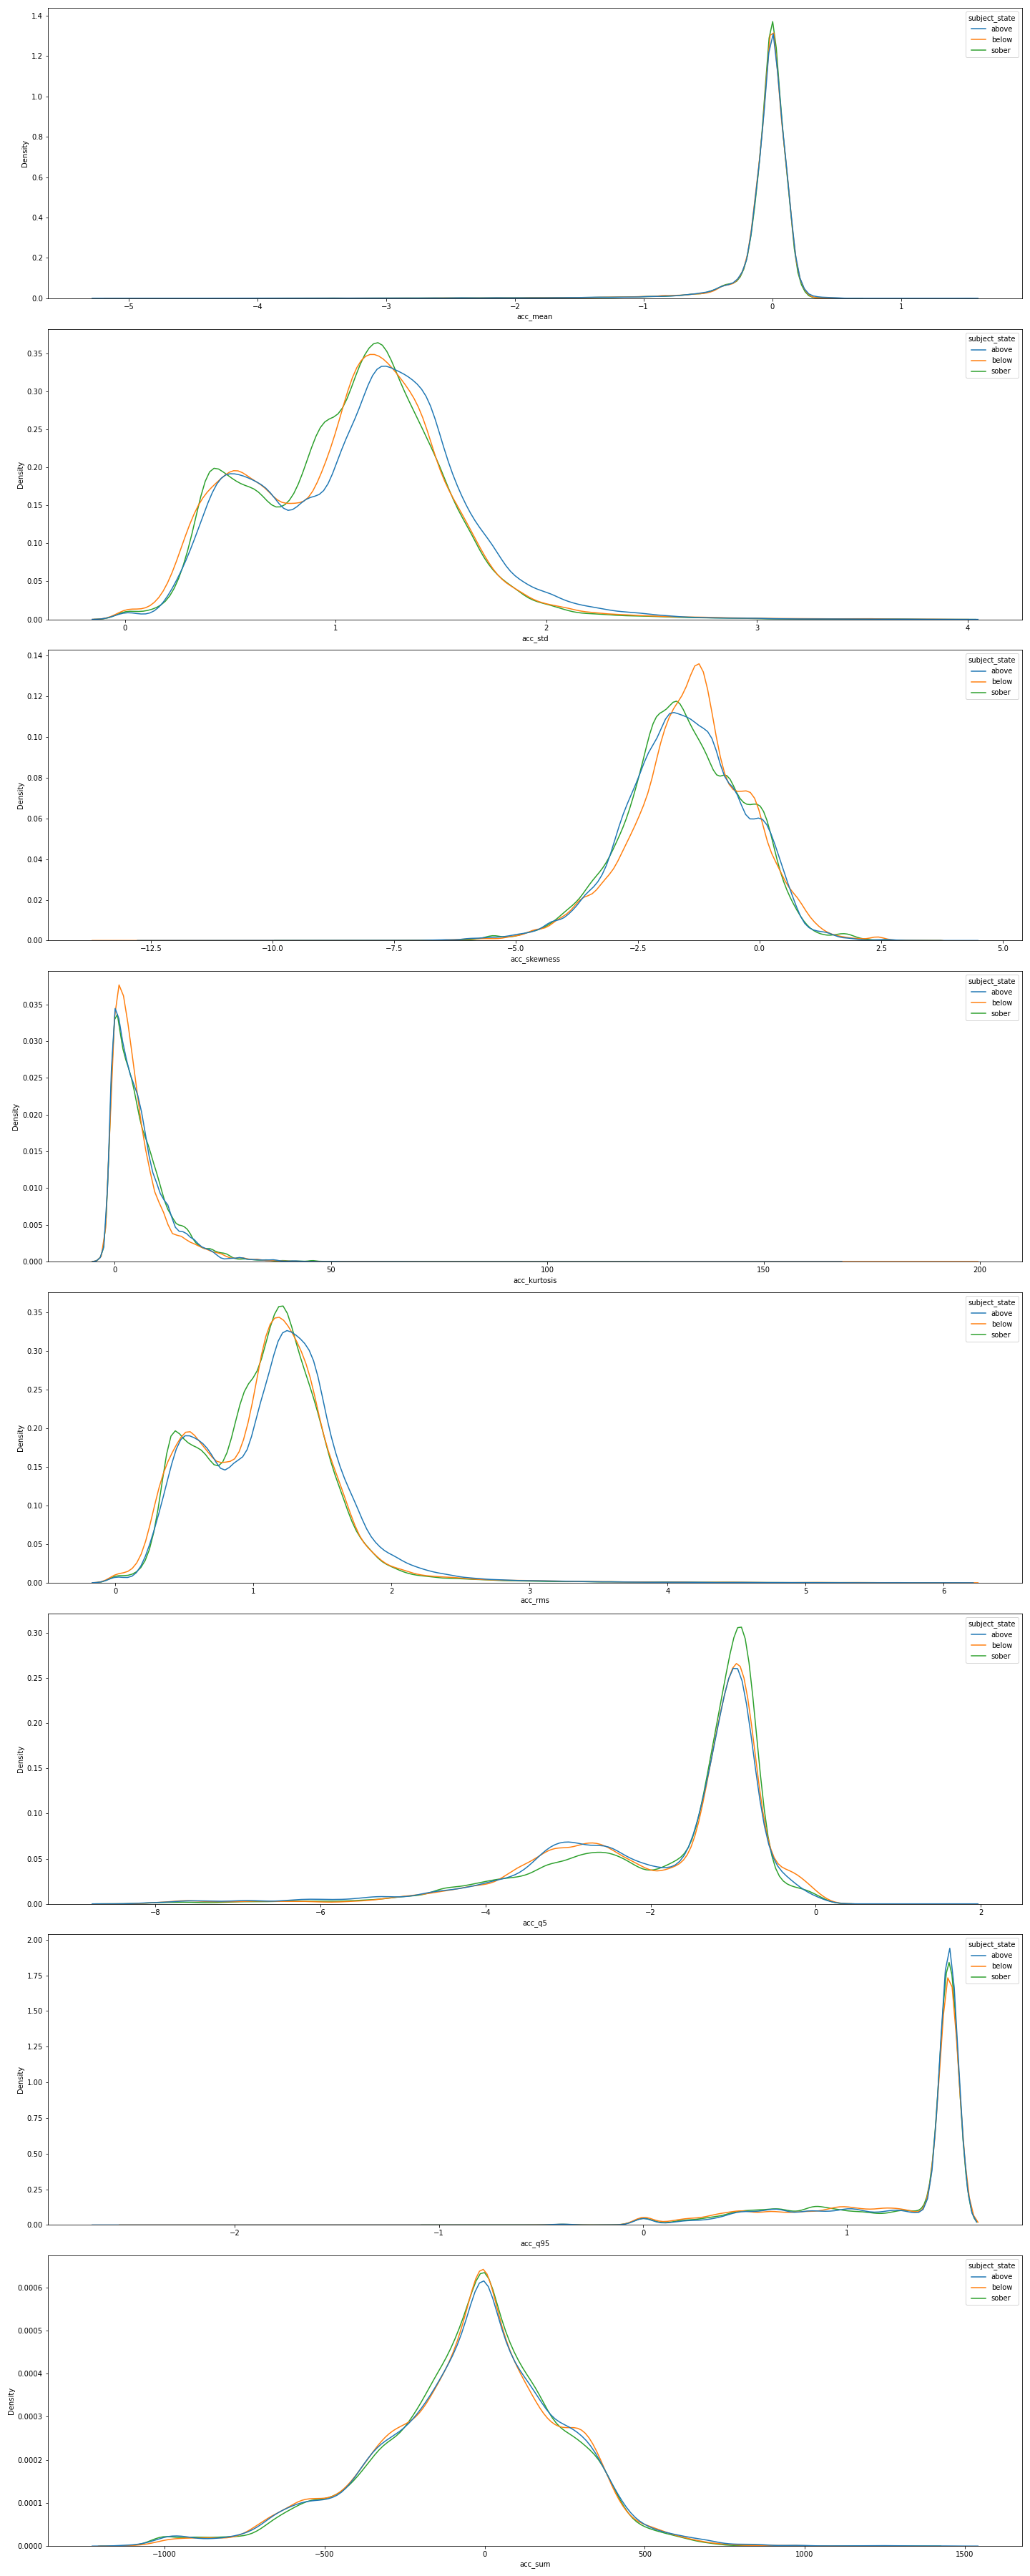 subject_state
above
below
sober
1.4
1.2
1.0
0.8
0.6
0.4
0.2
0.0
Density
−5 −4 −3 −2 −1 0 1
acc_mean
subject_state
above
below
sober
0.35
0.30
0.25
0.20
0.15
0.10
0.05
0.00
Density
0 1 2 3 4
acc_std
subject_state
above
below
sober
0.14
0.12
0.10
0.08
0.06
0.04
0.02
0.00
Density
−12.5 −10.0 −7.5 −5.0 −2.5 0.0 2.5 5.0
acc_skewness
subject_state
above
below
sober
0.035
0.030
0.025
0.020
0.015
0.010
0.005
0.000
Density
0 50 100 150 200
acc_kurtosis
subject_state
above
below
sober
0.35
0.30
0.25
0.20
0.15
0.10
0.05
0.00
Density
0 1 2 3 4 5 6
acc_rms
subject_state
above
below
sober
0.30
0.25
0.20
0.15
0.10
0.05
0.00
Density
−8 −6 −4 −2 0 2
acc_q5
subject_state
above
below
sober
2.00
1.75
1.50
1.25
1.00
0.75
0.50
0.25
0.00
Density
−2 −1 0 1
acc_q95
subject_state
above
below
sober
0.0006
0.0005
0.0004
0.0003
0.0002
0.0001
0.0000
Density
−1000 −500 0 500 1000 1500
acc_sum